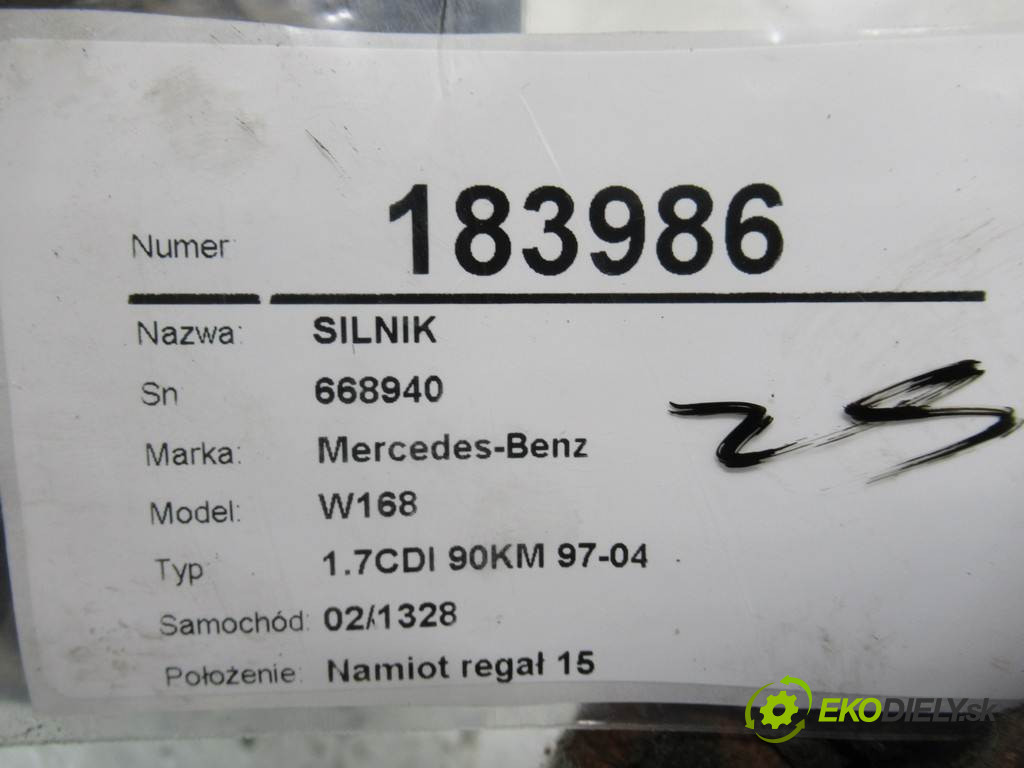 Numer 183986
Nazwa: SILNIK
Sn 668940
Marka: Mercedes-Benz
Model: W168
Typ 1.7CDI 90KM 97-04
Samochód: 02/1328
Położenie: Namiot regał 15
25
EKODIELY.sk